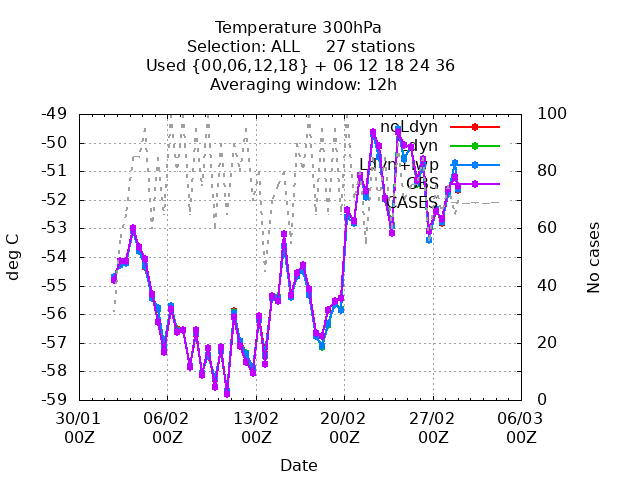 Temperature 300hPa
Selection: ALL 27 stations
Used {00,06,12,18} + 06 12 18 24 36
Averaging window: 12h
-49
-50
-51
-52
-53
-54
-55
-56
-57
-58
-59
100
80
60
40
20
0
deg C
No cases
noLdyn
Ldyn
OBS
CASES
30/01 06/02 13/02 20/02 27/02 06/03
00Z 00Z 00Z 00Z 00Z 00Z
Date